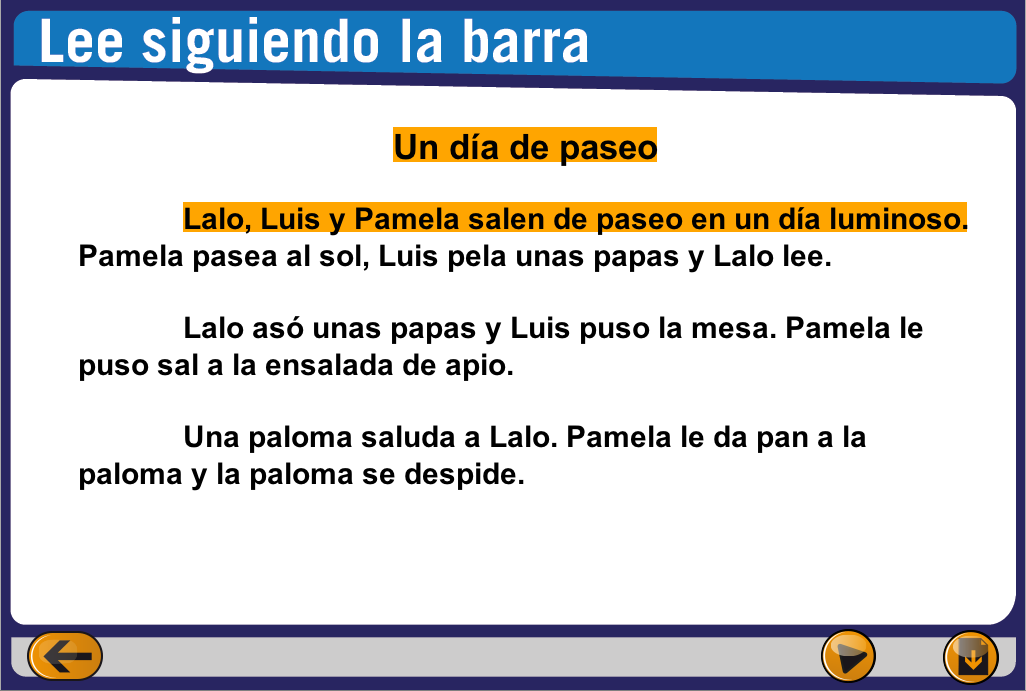 Lee siguiendo la barra
Un día de paseo
Lalo, Luis y Pamela salen de paseo en un día luminoso.
Pamela pasea al sol, Luis pela unas papas y Lalo lee.
Lalo asó unas papas y Luis puso la mesa. Pamela le
puso sal a la ensalada de apio.
Una paloma saluda a Lalo. Pamela le da pan a la
paloma y la paloma se despide.